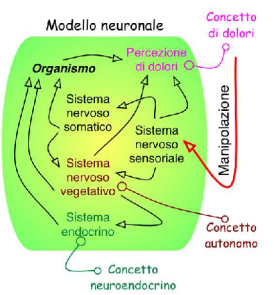 Modello neuronale
Concetto
di dolori
Percezione
di dolori
Organismo
Sistema
nervoso
somatico
Sistema
nervoso
sensoriale
Manipolazione
Sistema
nervoso
vegetativo
Sistema
endocrino
Concetto
autonomo
Concetto
neuroendocrino